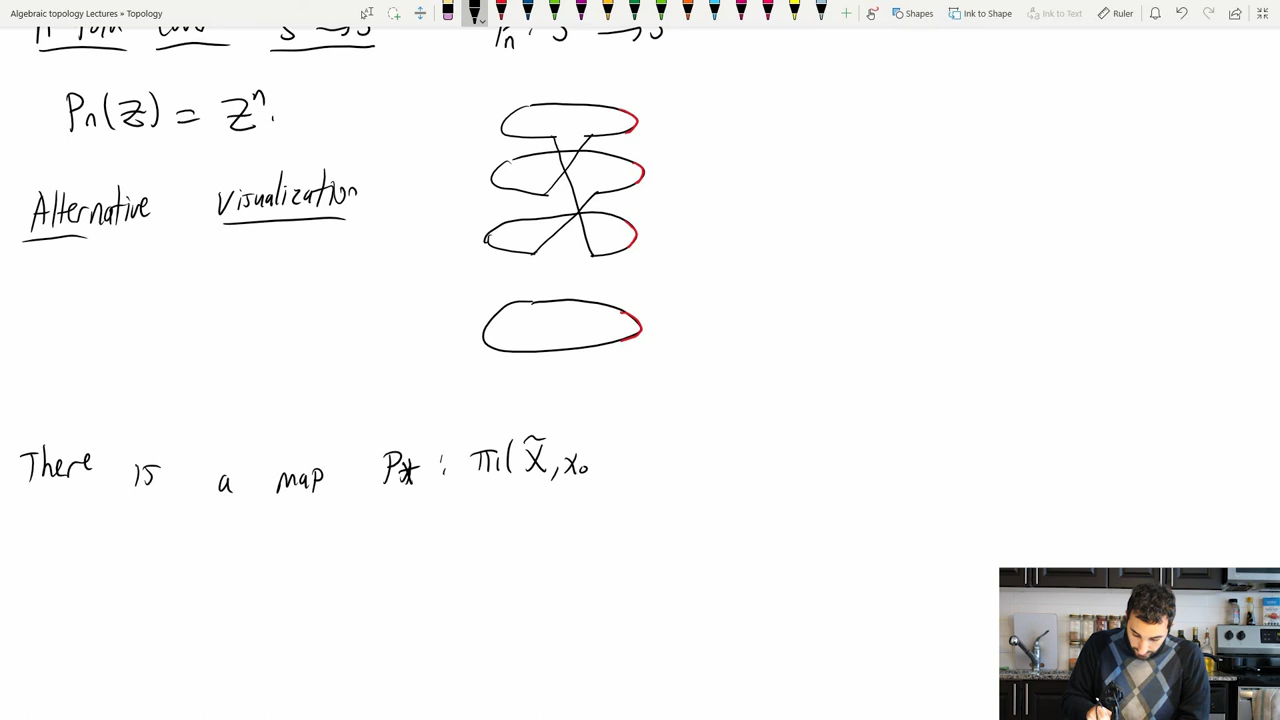 Algebraic topology Lectures » Topology
Shapes Ink to Shape Ink to Text Ruler
Pₙ(z) = zⁿ.
Alternative Visualization
There is a map P* : π₁(X̃, x₀